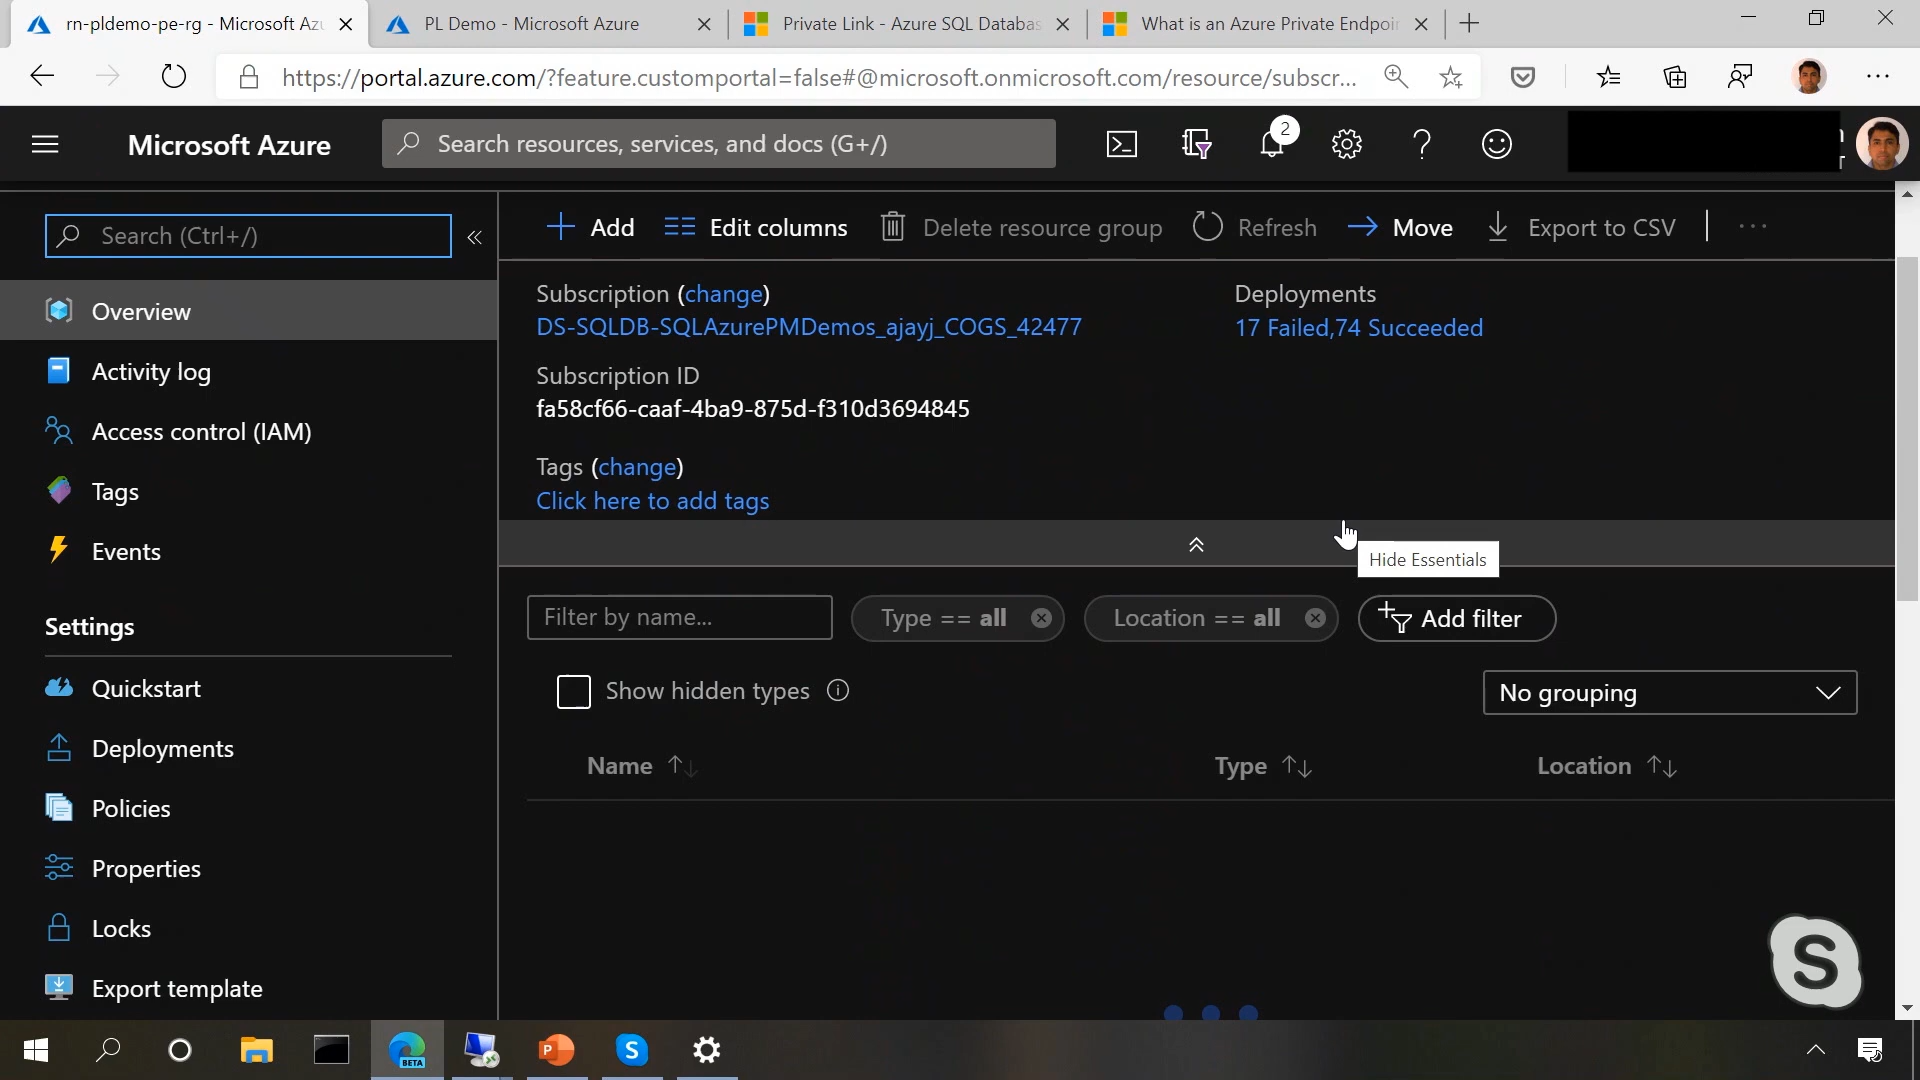 rn-pldemo-pe-rg - Microsoft Az
PL Demo - Microsoft Azure
Private Link - Azure SQL Databas
What is an Azure Private Endpoin
https://portal.azure.com/?feature.customportal=false#@microsoft.onmicrosoft.com/resource/subscr...
Microsoft Azure
Search resources, services, and docs (G+/)
2
Search (Ctrl+/)
Overview
Activity log
Access control (IAM)
Tags
Events
Settings
Quickstart
Deployments
Policies
Properties
Locks
Export template
Add
Edit columns
Delete resource group
Refresh
Move
Export to CSV
Subscription (change)
DS-SQLDB-SQLAzurePMDemos_ajayj_COGS_42477
Deployments
17 Failed,74 Succeeded
Subscription ID
fa58cf66-caaf-4ba9-875d-f310d3694845
Tags (change)
Click here to add tags
Hide Essentials
Filter by name...
Type == all
Location == all
Add filter
Show hidden types
No grouping
Name
Type
Location
S
BETA
P
S